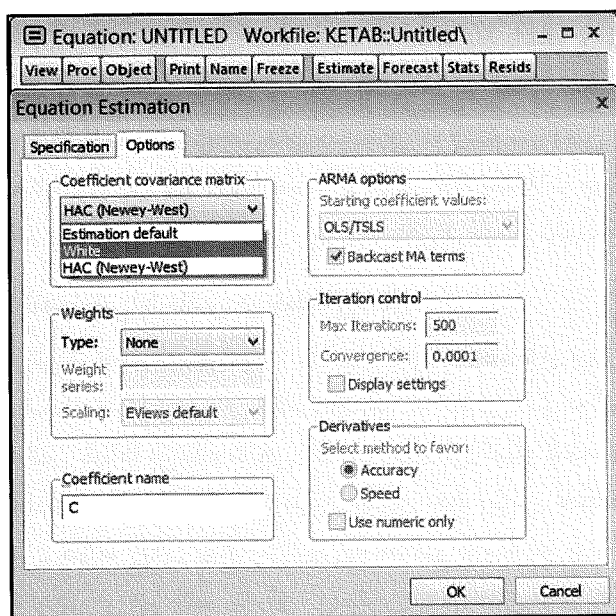 Equation: UNTITLED Workfile: KETAB::Untitled\
View Proc Object Print Name Freeze Estimate Forecast Stats Resids
Equation Estimation
Specification Options
Coefficient covariance matrix
HAC (Newey-West)
Estimation default
White
HAC (Newey-West)
Weights
Type: None
Weight series:
Scaling: EViews default
Coefficient name
C
ARMA options
Starting coefficient values:
OLS/TSLS
Backcast MA terms
Iteration control
Max Iterations: 500
Convergence: 0.0001
Display settings
Derivatives
Select method to favor:
Accuracy
Speed
Use numeric only
OK Cancel